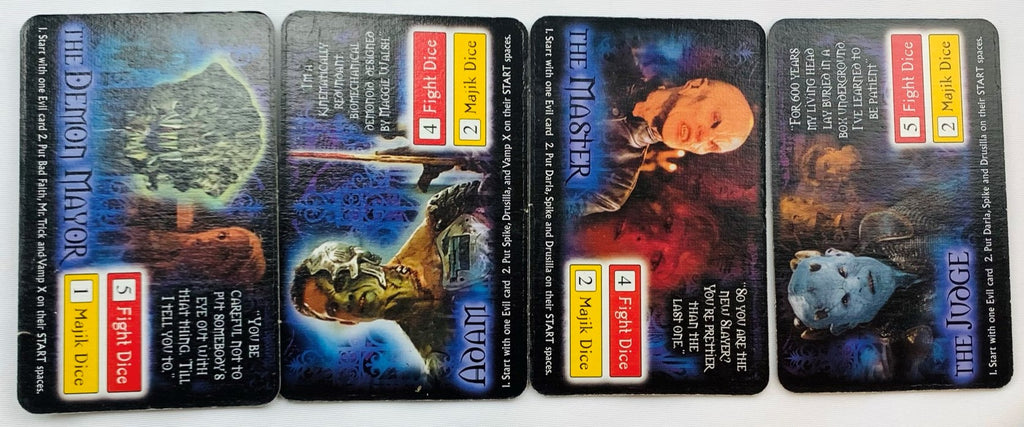 THE DEMON MAYOR
"YOU BE
CAREFUL NOT TO
PUT SOMEBODY'S
EYE OUT WITH
THAT THING. TILL
I TELL YOU TO."
1 Majik Dice
5 Fight Dice
1. Start with one Evil card 2. Put Bad Faith, Mr. Trick and Vamp X on their START spaces.
I'M A
KINEMATICALLY
REDUNDANT
BIOMECHANICAL
DEMONOID DESIGNED
BY MAGGIE WALSH.
4 Fight Dice
2 Majik Dice
ADAM
1. Start with one Evil card 2. Put Spike, Drusilla, and Vamp X on their START spaces.
THE MASTER
"SO YOU ARE THE
NEW SLAYER?
YOU'RE PRETTIER
THAN THE
LAST ONE."
2 Majik Dice
4 Fight Dice
1. Start with one Evil card 2. Put Darla, Spike and Drusilla on their START spaces.
"FOR 600 YEARS
MY LIVING HEAD
LAY BURIED IN A
BOX UNDERGROUND
I'VE LEARNED TO
BE PATIENT
5 Fight Dice
2 Majik Dice
THE JUDGE
1. Start with one Evil card 2. Put Darla, Spike and Drusilla on their START spaces.